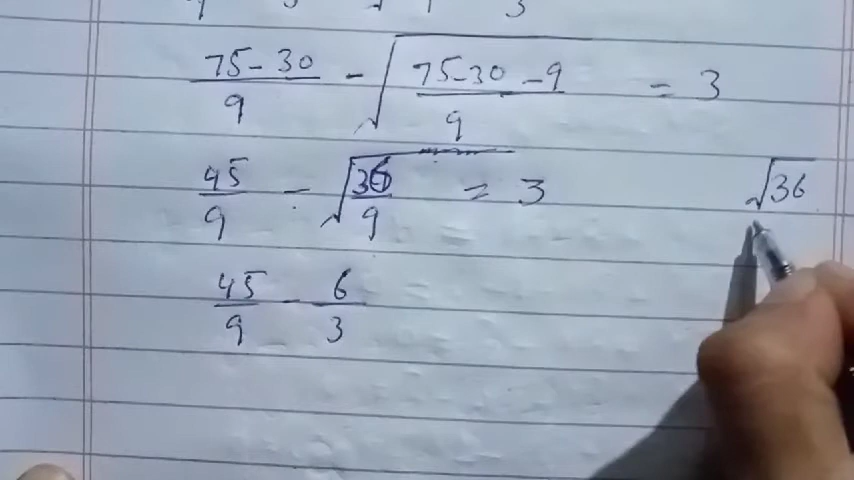 75-30/9 - √(75-30-9/9) = 3
45/9 - √(36/9) = 3
√36
45/9 - 6/3